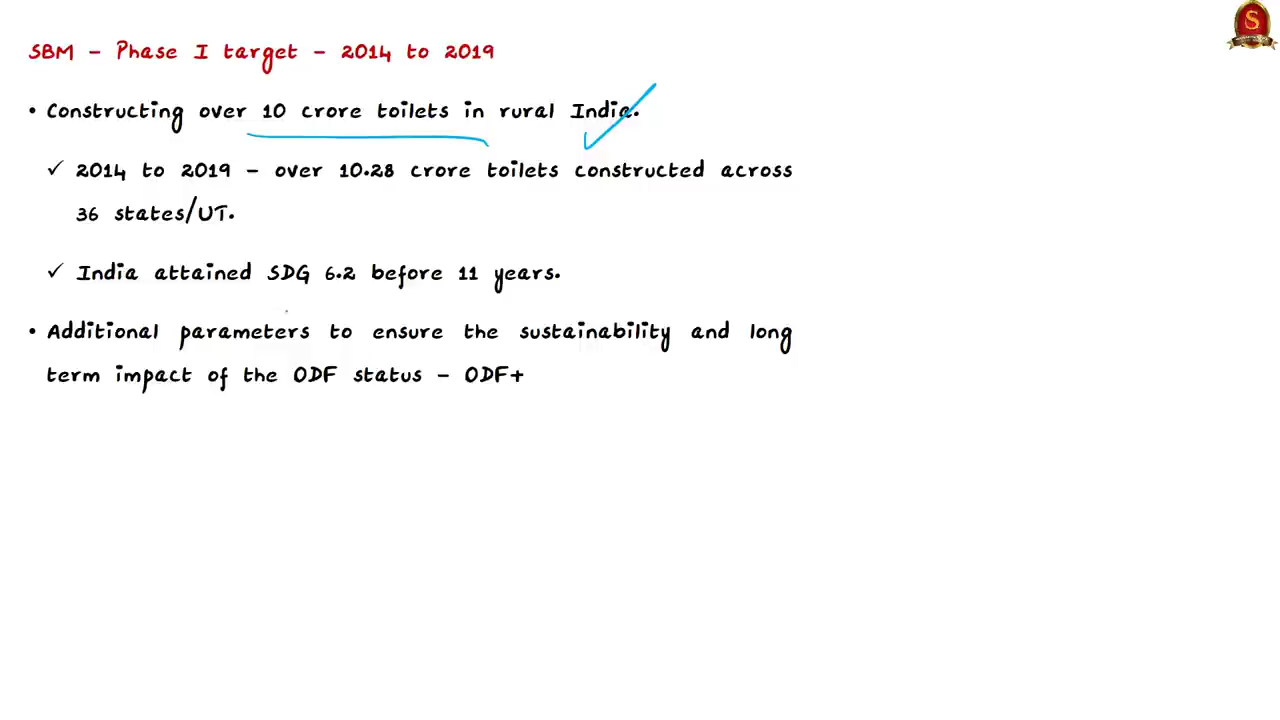 SBM - Phase I target - 2014 to 2019
• Constructing over 10 crore toilets in rural India.
✓ 2014 to 2019 - over 10.28 crore toilets constructed across
36 states/UT.
✓ India attained SDG 6.2 before 11 years.
• Additional parameters to ensure the sustainability and long
term impact of the ODF status - ODF+
S